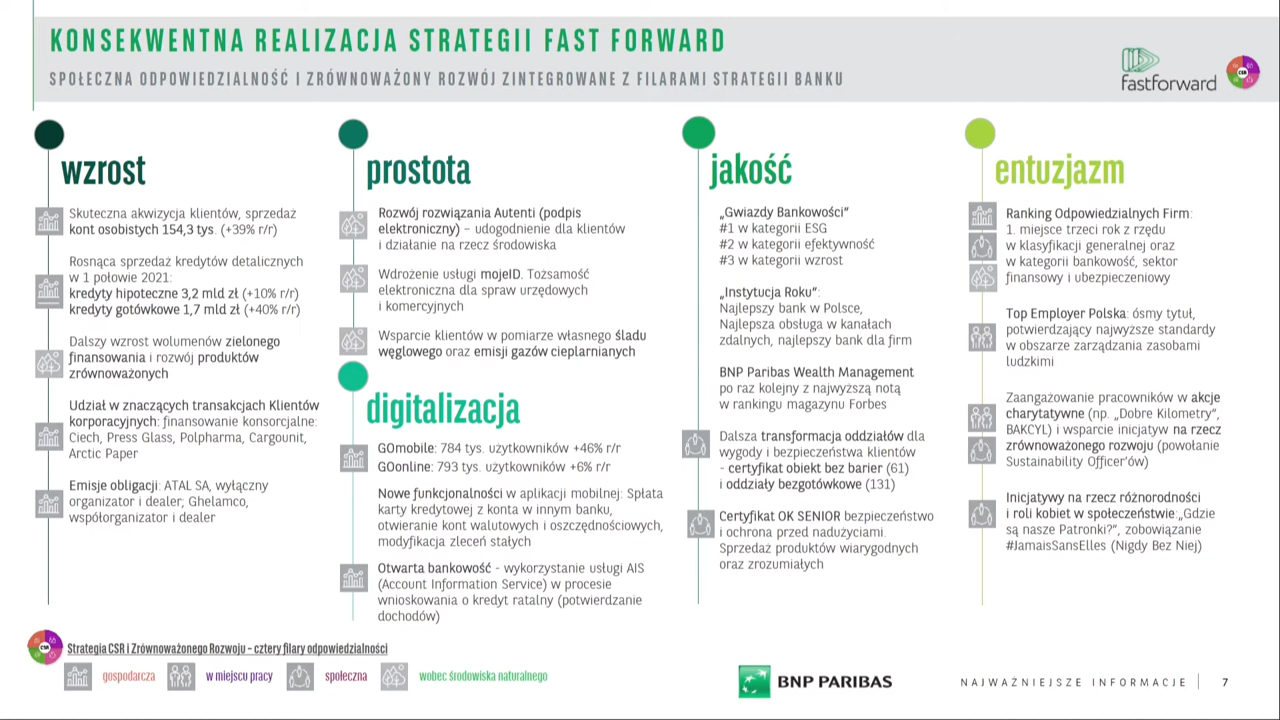 KONSEKWENTNA REALIZACJA STRATEGII FAST FORWARD
SPOŁECZNA ODPOWIEDZIALNOŚĆ I ZRÓWNOWAŻONY ROZWÓJ ZINTEGROWANE Z FILARAMI STRATEGII BANKU
fastforward
CSR
wzrost
Skuteczna akwizycja klientów, sprzedaż
kont osobistych 154,3 tys. (+39% r/r)
Rosnąca sprzedaż kredytów detalicznych
w 1 połowie 2021:
kredyty hipoteczne 3,2 mld zł (+10% r/r)
kredyty gotówkowe 1,7 mld zł (+40% r/r)
Dalszy wzrost wolumenów zielonego
finansowania i rozwój produktów
zrównoważonych
Udział w znaczących transakcjach Klientów
korporacyjnych: finansowanie konsorcjalne:
Ciech, Press Glass, Polpharma, Cargounit,
Arctic Paper
Emisje obligacji: ATAL SA, wyłączny
organizator i dealer; Ghelamco,
współorganizator i dealer
prostota
Rozwój rozwiązania Autenti (podpis
elektroniczny) – udogodnienie dla klientów
i działanie na rzecz środowiska
Wdrożenie usługi mojeID. Tożsamość
elektroniczna dla spraw urzędowych
i komercyjnych
Wsparcie klientów w pomiarze własnego śladu
węglowego oraz emisji gazów cieplarnianych
digitalizacja
GOmobile: 784 tys. użytkowników +46% r/r
GOonline: 793 tys. użytkowników +6% r/r
Nowe funkcjonalności w aplikacji mobilnej: Spłata
karty kredytowej z konta w innym banku,
otwieranie kont walutowych i oszczędnościowych,
modyfikacja zleceń stałych
Otwarta bankowość - wykorzystanie usługi AIS
(Account Information Service) w procesie
wnioskowania o kredyt ratalny (potwierdzanie
dochodów)
jakość
„Gwiazdy Bankowości”
#1 w kategorii ESG
#2 w kategorii efektywność
#3 w kategorii wzrost
„Instytucja Roku”:
Najlepszy bank w Polsce,
Najlepsza obsługa w kanałach
zdalnych, najlepszy bank dla firm
BNP Paribas Wealth Management
po raz kolejny z najwyższą notą
w rankingu magazynu Forbes
Dalsza transformacja oddziałów dla
wygody i bezpieczeństwa klientów
- certyfikat obiekt bez barier (61)
i oddziały bezgotówkowe (131)
Certyfikat OK SENIOR bezpieczeństwo
i ochrona przed nadużyciami.
Sprzedaż produktów wiarygodnych
oraz zrozumiałych
entuzjazm
Ranking Odpowiedzialnych Firm:
1. miejsce trzeci rok z rzędu
w klasyfikacji generalnej oraz
w kategorii bankowość, sektor
finansowy i ubezpieczeniowy
Top Employer Polska: ósmy tytuł,
potwierdzający najwyższe standardy
w obszarze zarządzania zasobami
ludzkimi
Zaangażowanie pracowników w akcje
charytatywne (np. „Dobre Kilometry”,
BAKCYL) i wsparcie inicjatyw na rzecz
zrównoważonego rozwoju (powołanie
Sustainability Officer’ów)
Inicjatywy na rzecz różnorodności
i roli kobiet w społeczeństwie:„Gdzie
są nasze Patronki?”, zobowiązanie
#JamaisSansElles (Nigdy Bez Niej)
CSR
Strategia CSR i Zrównoważonego Rozwoju – cztery filary odpowiedzialności
gospodarcza
w miejscu pracy
społeczna
wobec środowiska naturalnego
BNP PARIBAS
NAJWAŻNIEJSZE INFORMACJE
7